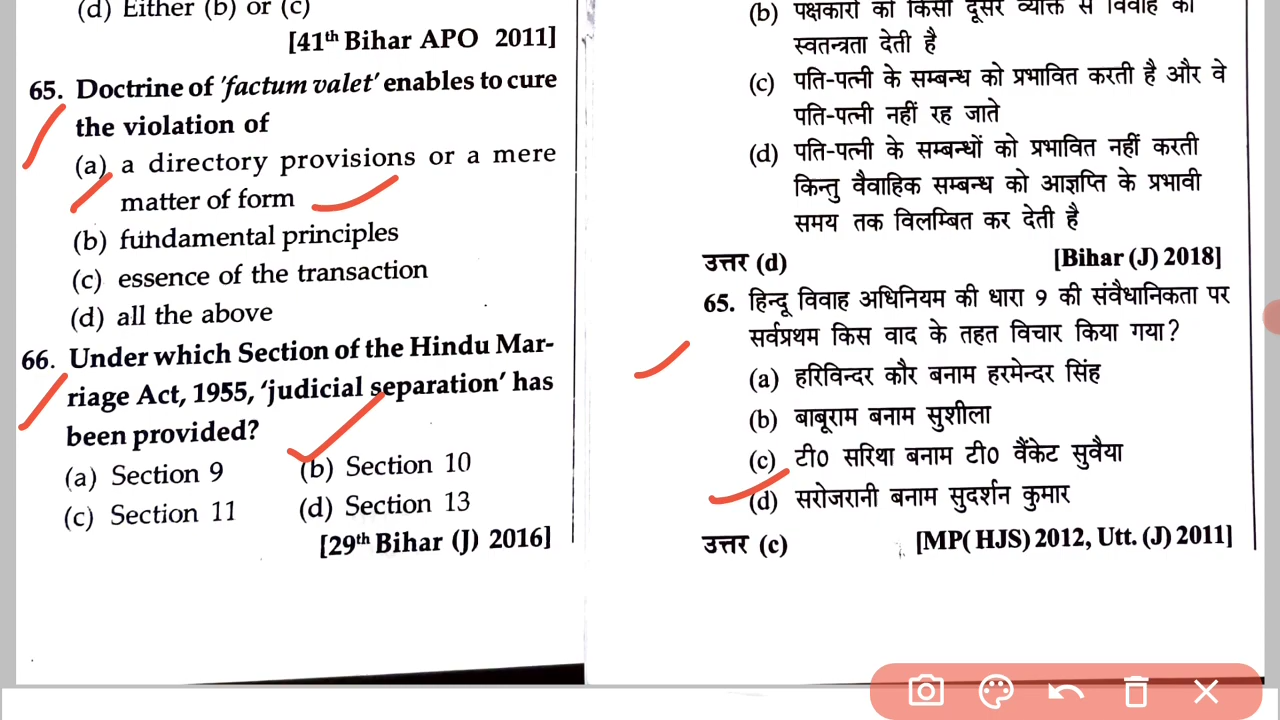 (d) Either (b) or (c)
[41th Bihar APO 2011]
65. Doctrine of 'factum valet' enables to cure
the violation of
(a) a directory provisions or a mere
matter of form
(b) fundamental principles
(c) essence of the transaction
(d) all the above
66. Under which Section of the Hindu Mar-
riage Act, 1955, 'judicial separation' has
been provided?
(a) Section 9 (b) Section 10
(c) Section 11 (d) Section 13
[29th Bihar (J) 2016]
(b) पक्षकारों को किसी दूसरे व्यक्ति से विवाह की
स्वतन्त्रता देती है
(c) पति-पत्नी के सम्बन्ध को प्रभावित करती है और वे
पति-पत्नी नहीं रह जाते
(d) पति-पत्नी के सम्बन्धों को प्रभावित नहीं करती
किन्तु वैवाहिक सम्बन्ध को आज्ञप्ति के प्रभावी
समय तक विलम्बित कर देती है
उत्तर (d) [Bihar (J) 2018]
65. हिन्दू विवाह अधिनियम की धारा 9 की संवैधानिकता पर
सर्वप्रथम किस वाद के तहत विचार किया गया?
(a) हरिविन्दर कौर बनाम हरमेन्दर सिंह
(b) बाबूराम बनाम सुशीला
(c) टी0 सरिथा बनाम टी0 वैंकेट सुवैया
(d) सरोजरानी बनाम सुदर्शन कुमार
उत्तर (c) [MP( HJS) 2012, Utt. (J) 2011]